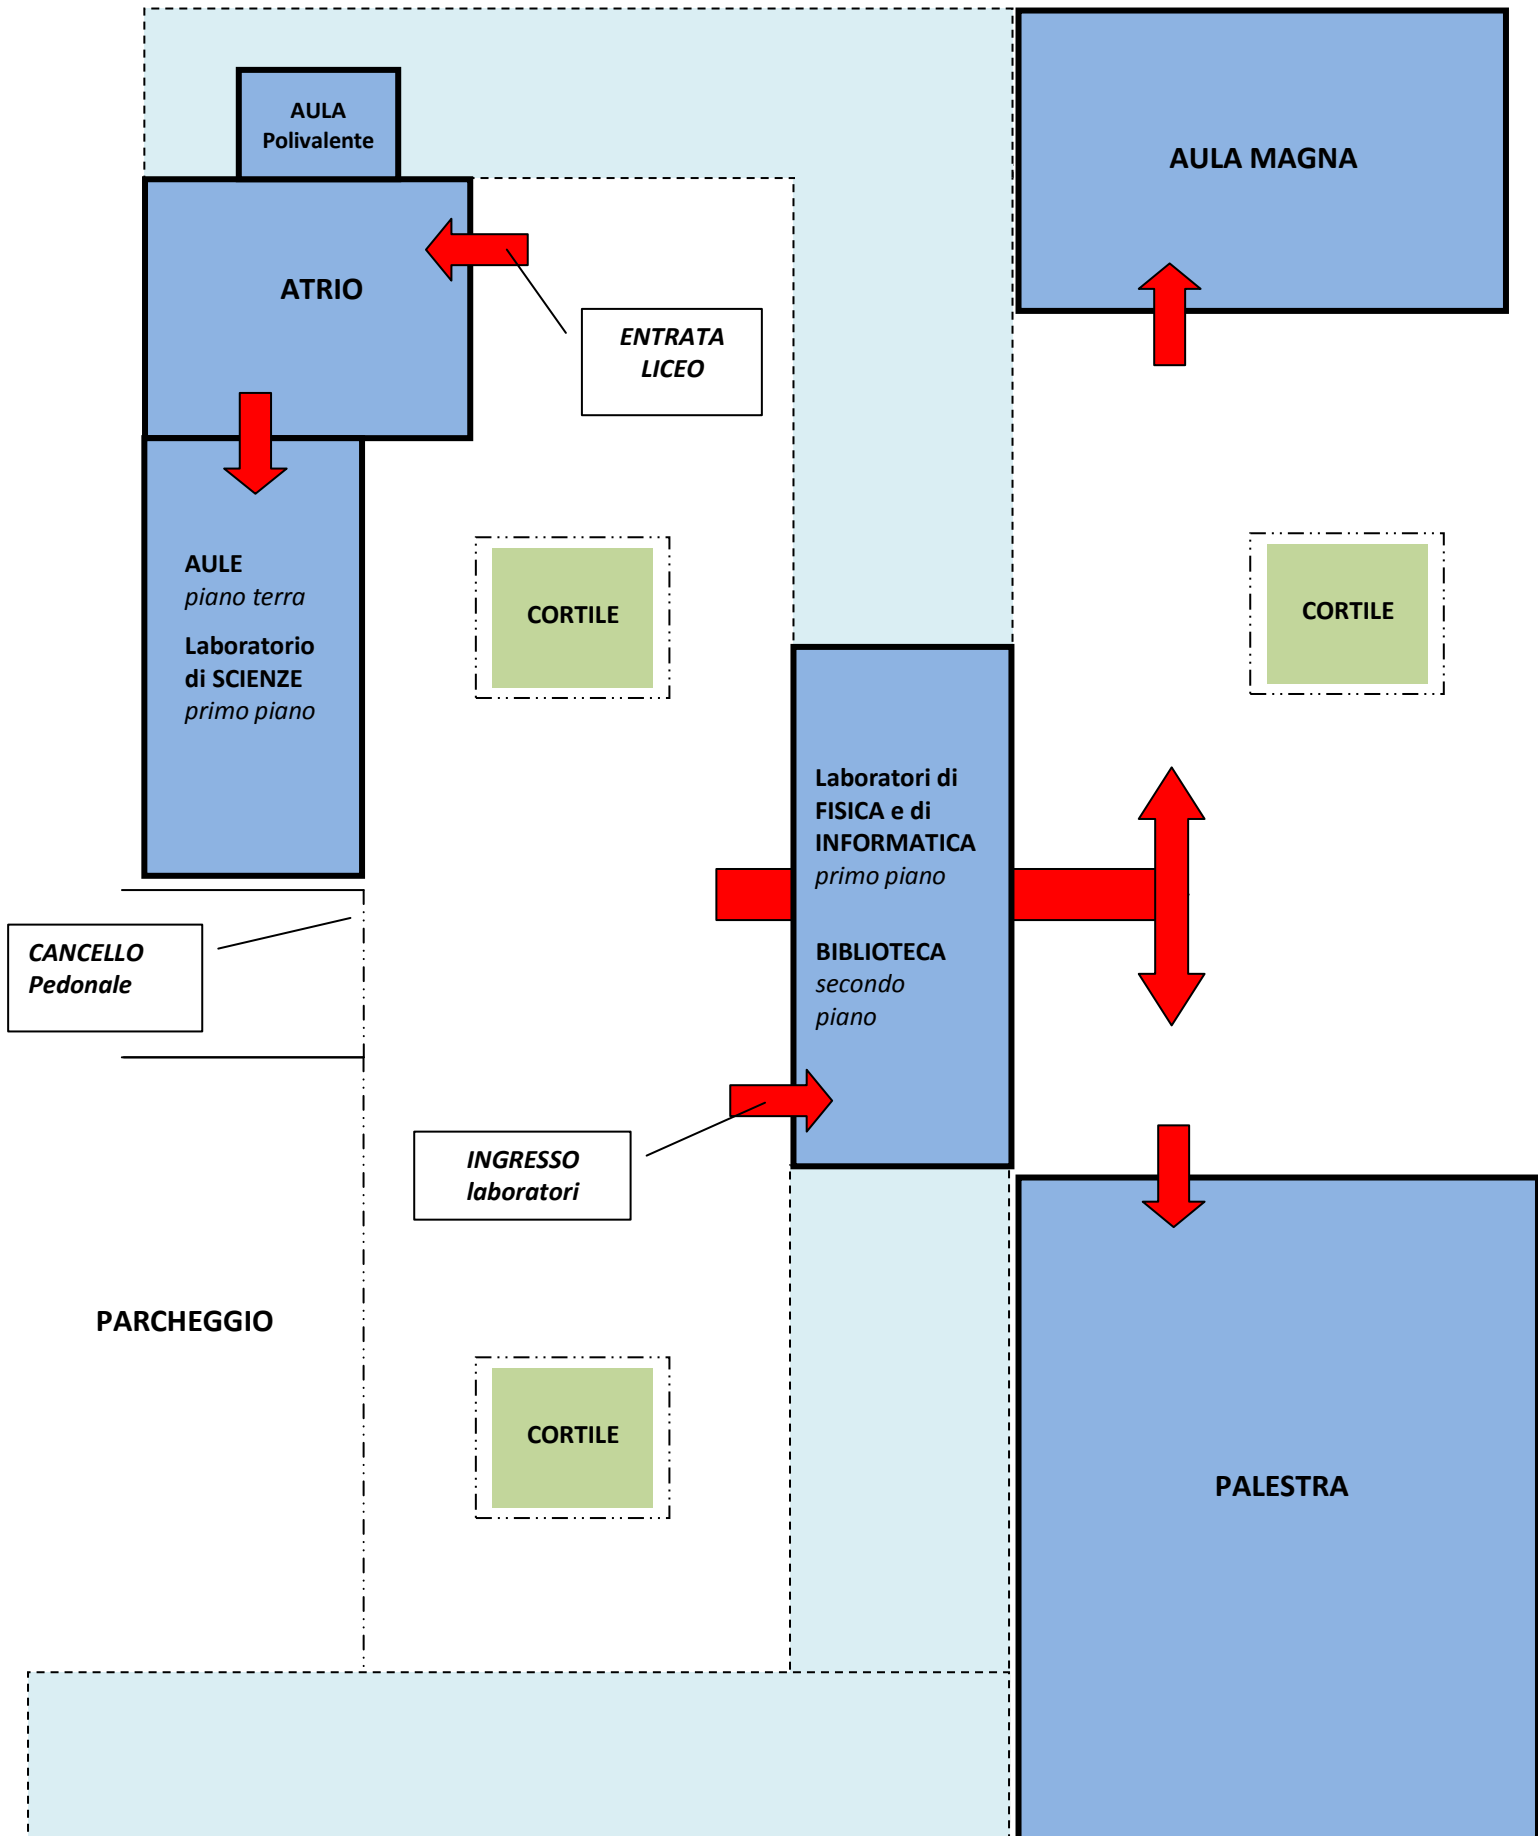 AULA
Polivalente
AULA MAGNA
ATRIO
ENTRATA
LICEO
AULE
piano terra
Laboratorio
di SCIENZE
primo piano
CORTILE
CORTILE
Laboratori di
FISICA e di
INFORMATICA
primo piano
BIBLIOTECA
secondo
piano
CANCELLO
Pedonale
INGRESSO
laboratori
PARCHEGGIO
CORTILE
PALESTRA